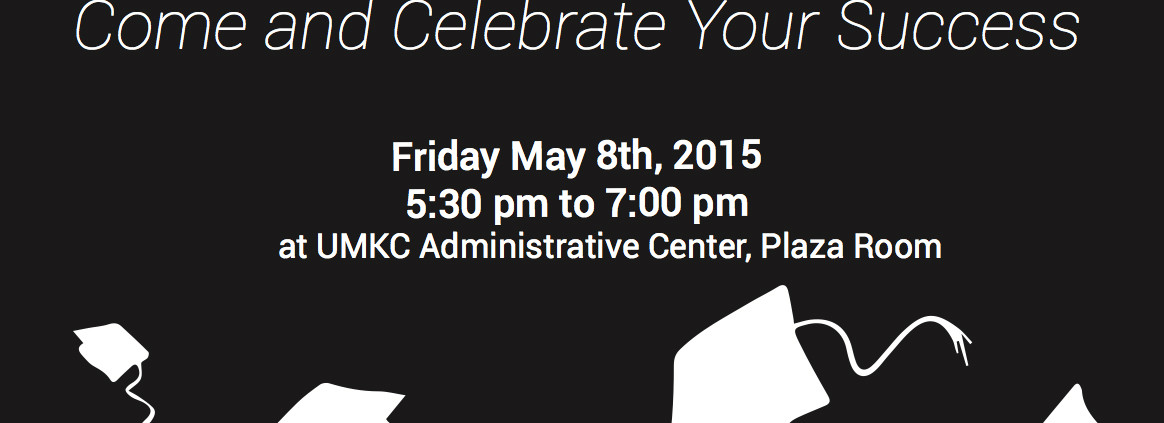 Come and Celebrate Your Success
Friday May 8th, 2015
5:30 pm to 7:00 pm
at UMKC Administrative Center, Plaza Room